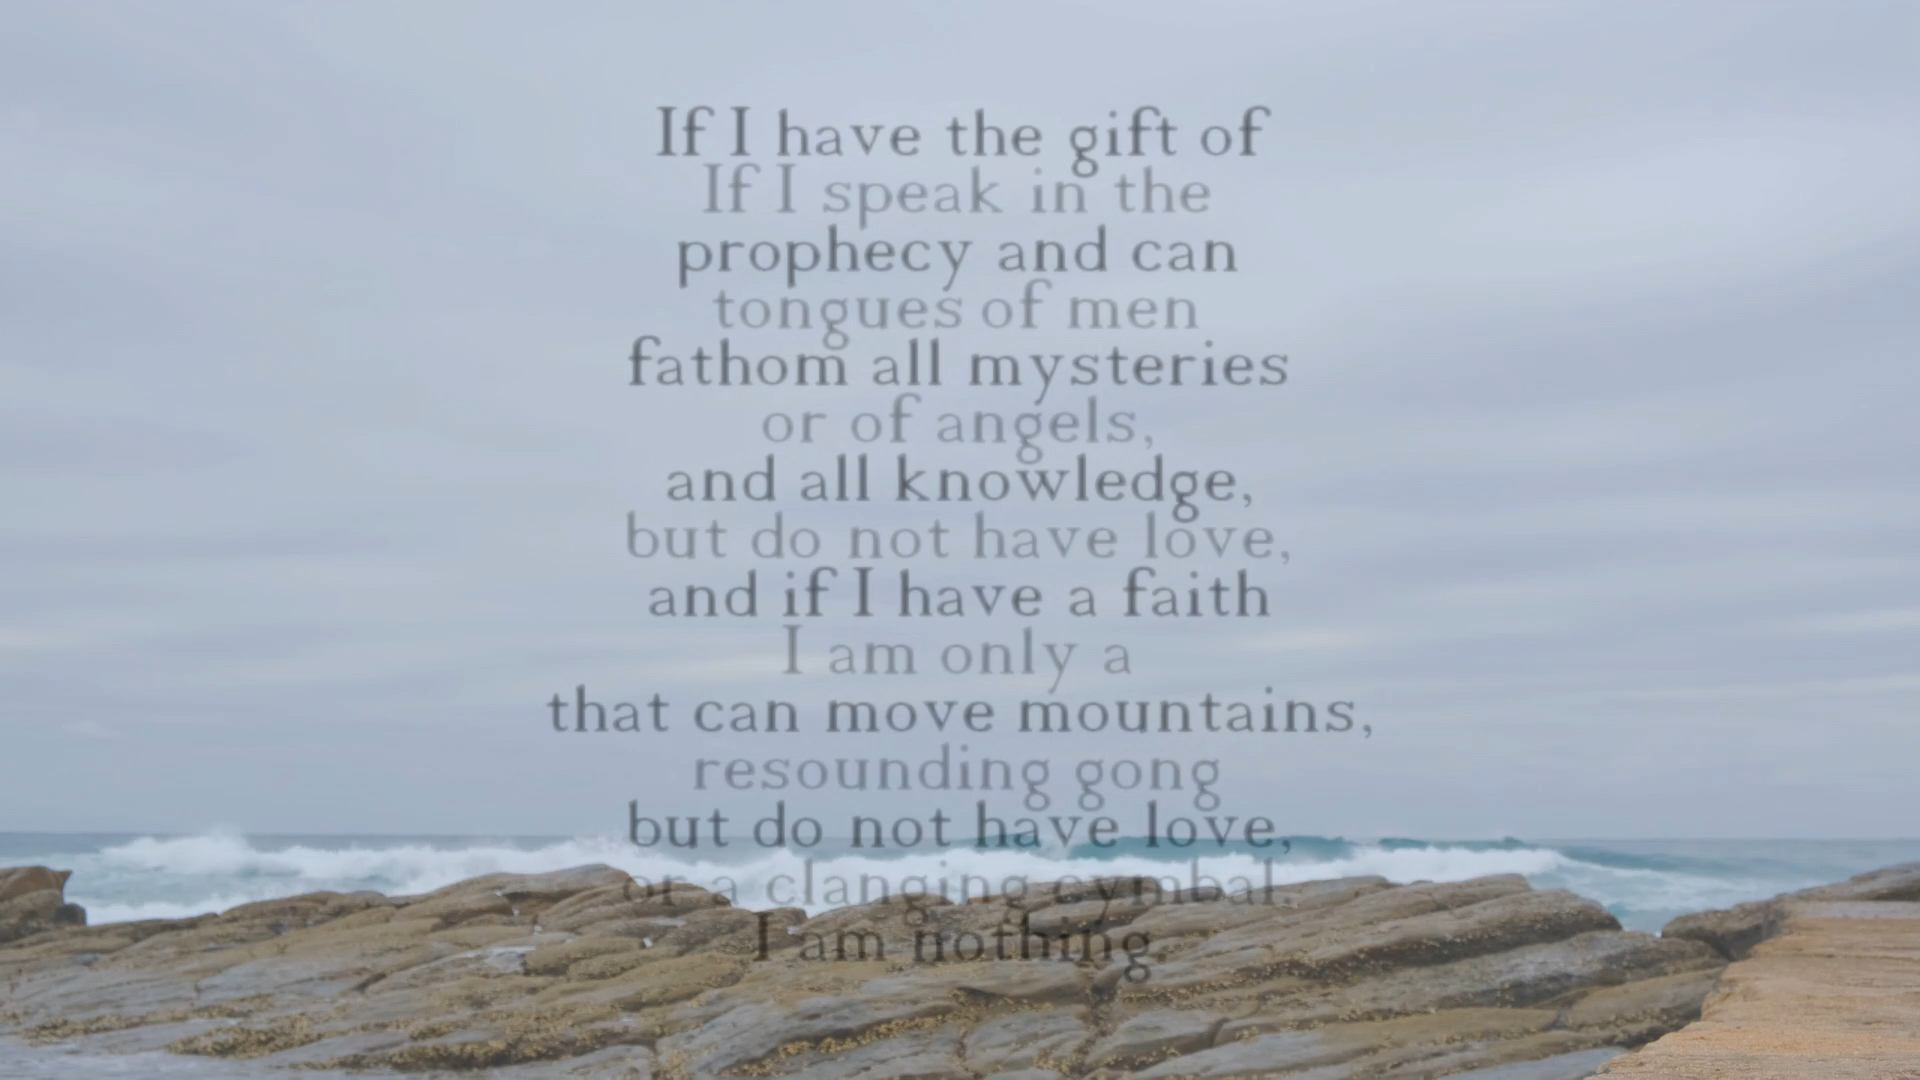 If I have the gift of
If I speak in the
prophecy and can
tongues of men
fathom all mysteries
or of angels,
and all knowledge,
but do not have love,
and if I have a faith
I am only a
that can move mountains,
resounding gong
but do not have love,
or a clanging cymbal.
I am nothing.